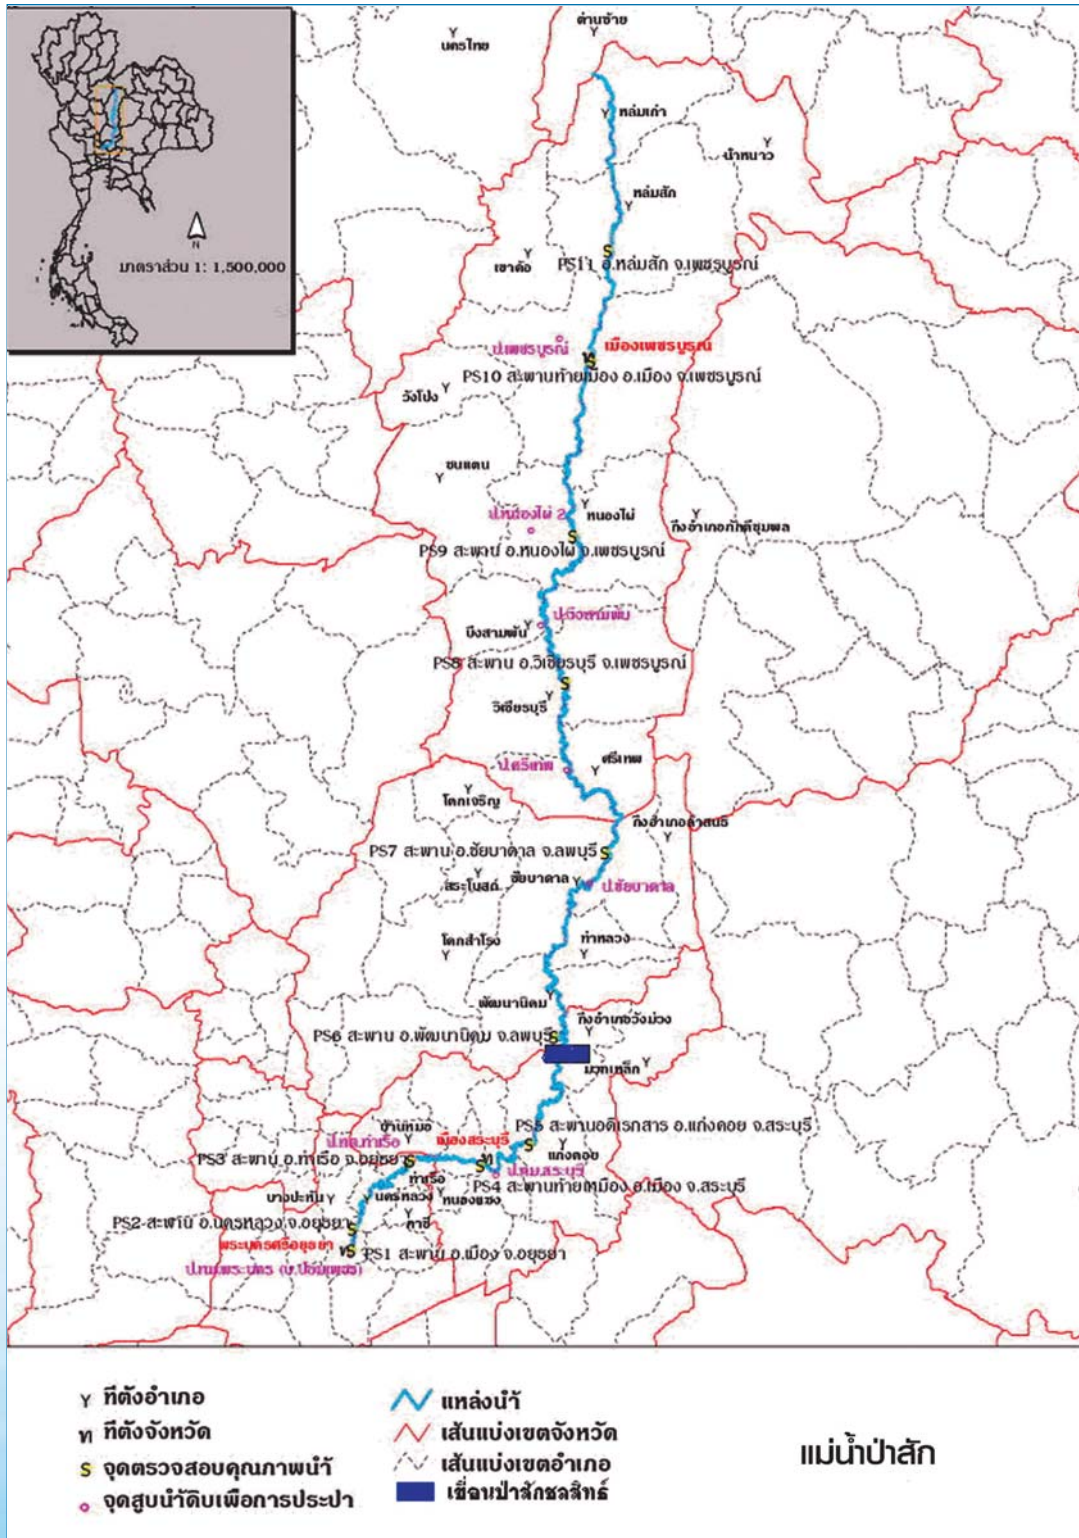 ด่านซ้าย
นครไทย
หล่มเก่า
น้ำหนาว
หล่มสัก
N
มาตราส่วน 1: 1,500,000
เขาค้อ
PS11 อ.หล่มสัก จ.เพชรบูรณ์
ป.เพชรบูรณ์
เมืองเพชรบูรณ์
PS10 สะพานท้ายเมือง อ.เมือง จ.เพชรบูรณ์
วังโป่ง
ชนแดน
ป.หนองไผ่ 2
หนองไผ่
กิ่งอำเภอภักดีชุมพล
PS9 สะพาน อ.หนองไผ่ จ.เพชรบูรณ์
ป.บึงสามพัน
บึงสามพัน
PS8 สะพาน อ.วิเชียรบุรี จ.เพชรบูรณ์
วิเชียรบุรี
ป.ศรีเทพ
ศรีเทพ
โคกเจริญ
กิ่งอำเภอลำสนธิ
PS7 สะพาน อ.ชัยบาดาล จ.ลพบุรี
สระโบสถ์
ชัยบาดาล
ป.ชัยบาดาล
โคกสำโรง
ท่าหลวง
พัฒนานิคม
กิ่งอำเภอวังม่วง
PS6 สะพาน อ.พัฒนานิคม จ.ลพบุรี
มวกเหล็ก
บ้านหมอ
PS5 สะพานอดิเรกสาร อ.แก่งคอย จ.สระบุรี
ป.ทต.ท่าเรือ
เมืองสระบุรี
แก่งคอย
PS3 สะพาน อ.ท่าเรือ จ.อยุธยา
ป.ทม.สระบุรี
ท่าเรือ
PS4 สะพานท้ายเหมือง อ.เมือง จ.สระบุรี
บางปะหัน
นครหลวง
หนองแซง
PS2 สะพาน อ.นครหลวง จ.อยุธยา
ภาชี
พระนครศรีอยุธยา
PS1 สะพาน อ.เมือง จ.อยุธยา
ที่ตั้งอำเภอ
ที่ตั้งจังหวัด
จุดตรวจสอบคุณภาพน้ำ
จุดสูบน้ำดิบเพื่อการประปา
แหล่งน้ำ
เส้นแบ่งเขตจังหวัด
เส้นแบ่งเขตอำเภอ
เขื่อนป่าสักชลสิทธิ์
แม่น้ำป่าสัก